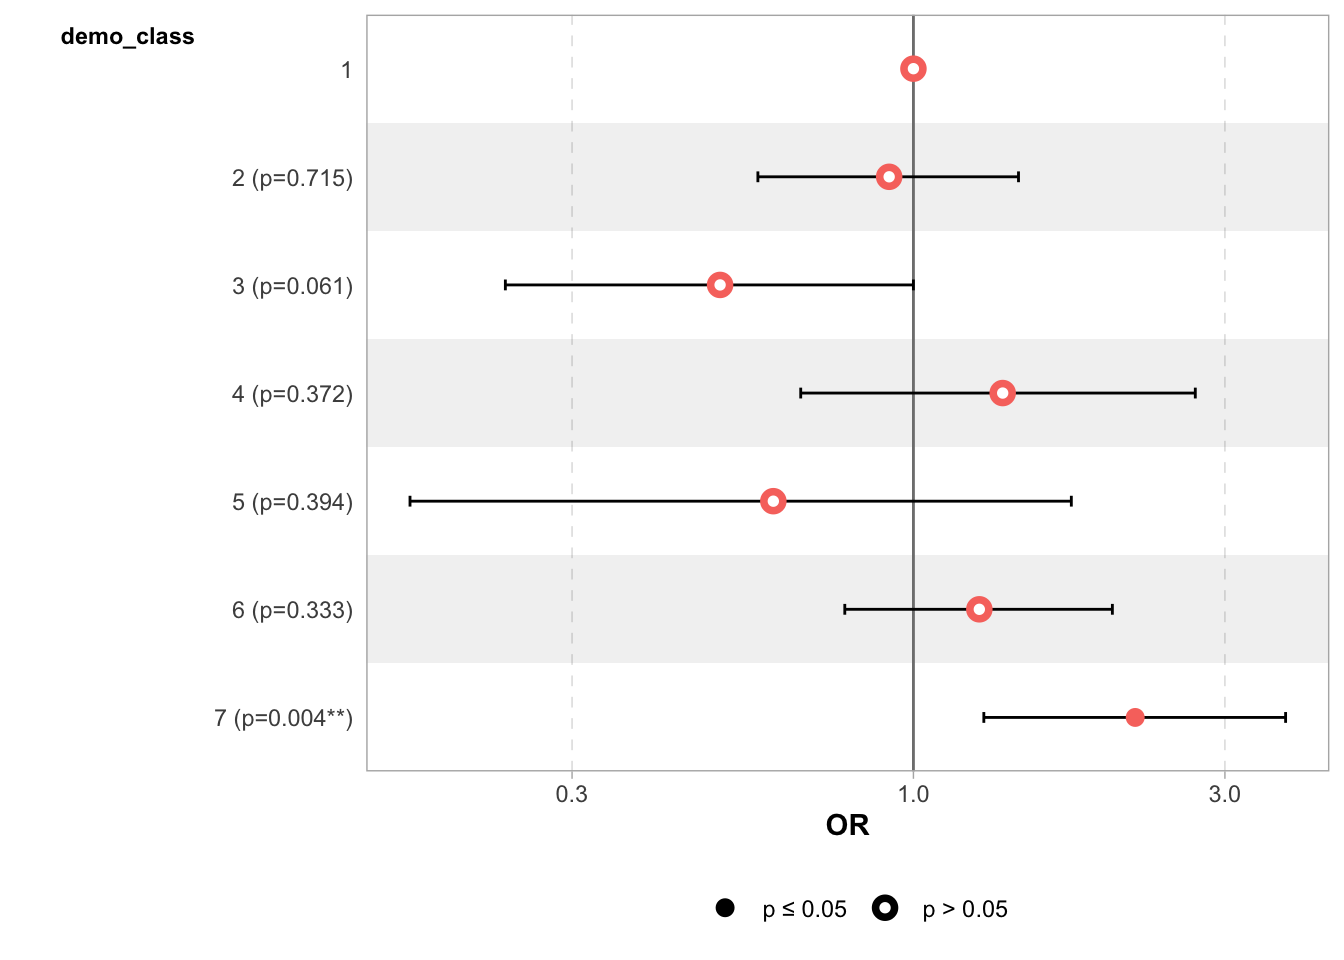 demo_class
1
2 (p=0.715)
3 (p=0.061)
4 (p=0.372)
5 (p=0.394)
6 (p=0.333)
7 (p=0.004**)
0.3 1.0 3.0
OR
p ≤ 0.05 p > 0.05